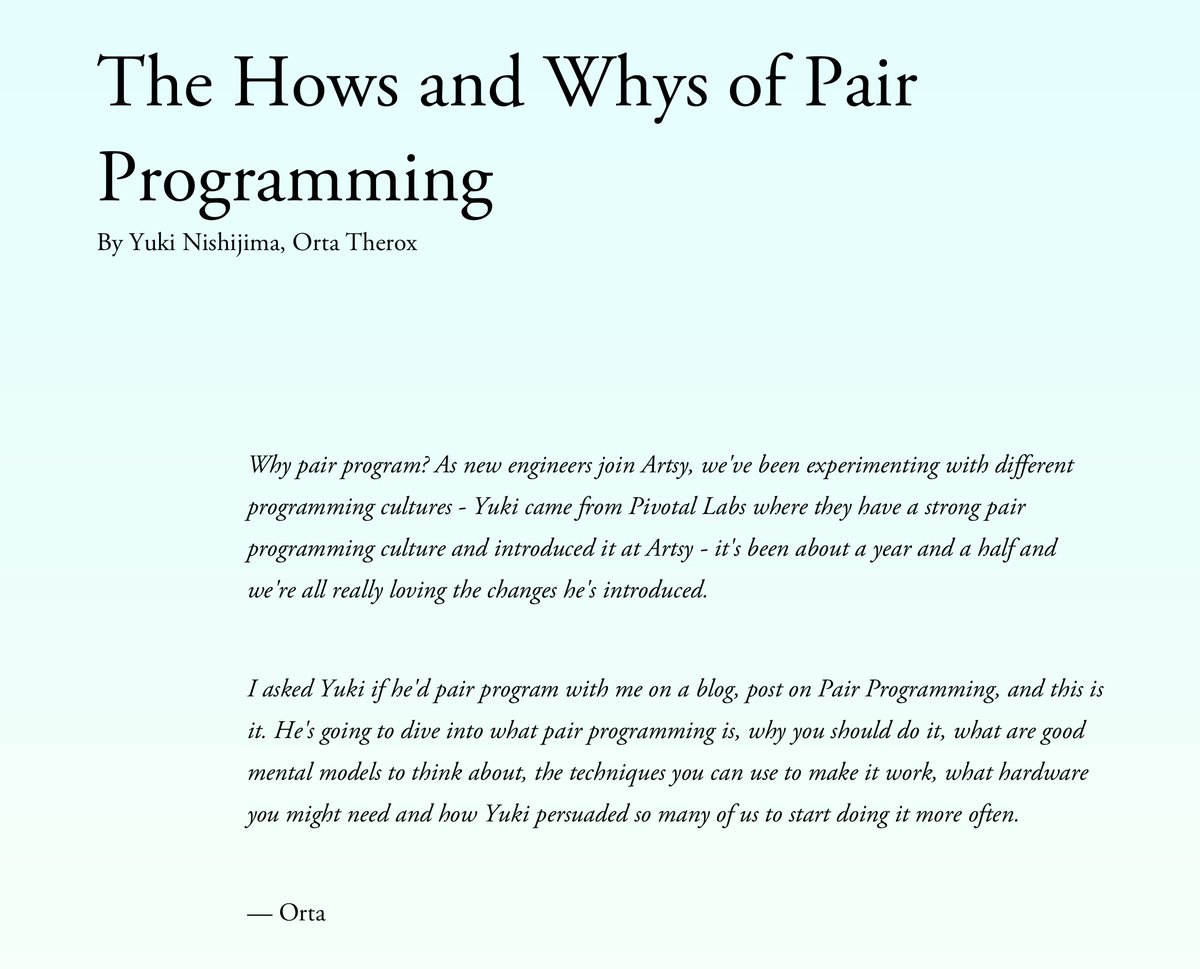 The Hows and Whys of Pair
Programming
By Yuki Nishijima, Orta Therox
Why pair program? As new engineers join Artsy, we've been experimenting with different
programming cultures - Yuki came from Pivotal Labs where they have a strong pair
programming culture and introduced it at Artsy - it's been about a year and a half and
we're all really loving the changes he's introduced.
I asked Yuki if he'd pair program with me on a blog, post on Pair Programming, and this is
it. He's going to dive into what pair programming is, why you should do it, what are good
mental models to think about, the techniques you can use to make it work, what hardware
you might need and how Yuki persuaded so many of us to start doing it more often.
— Orta